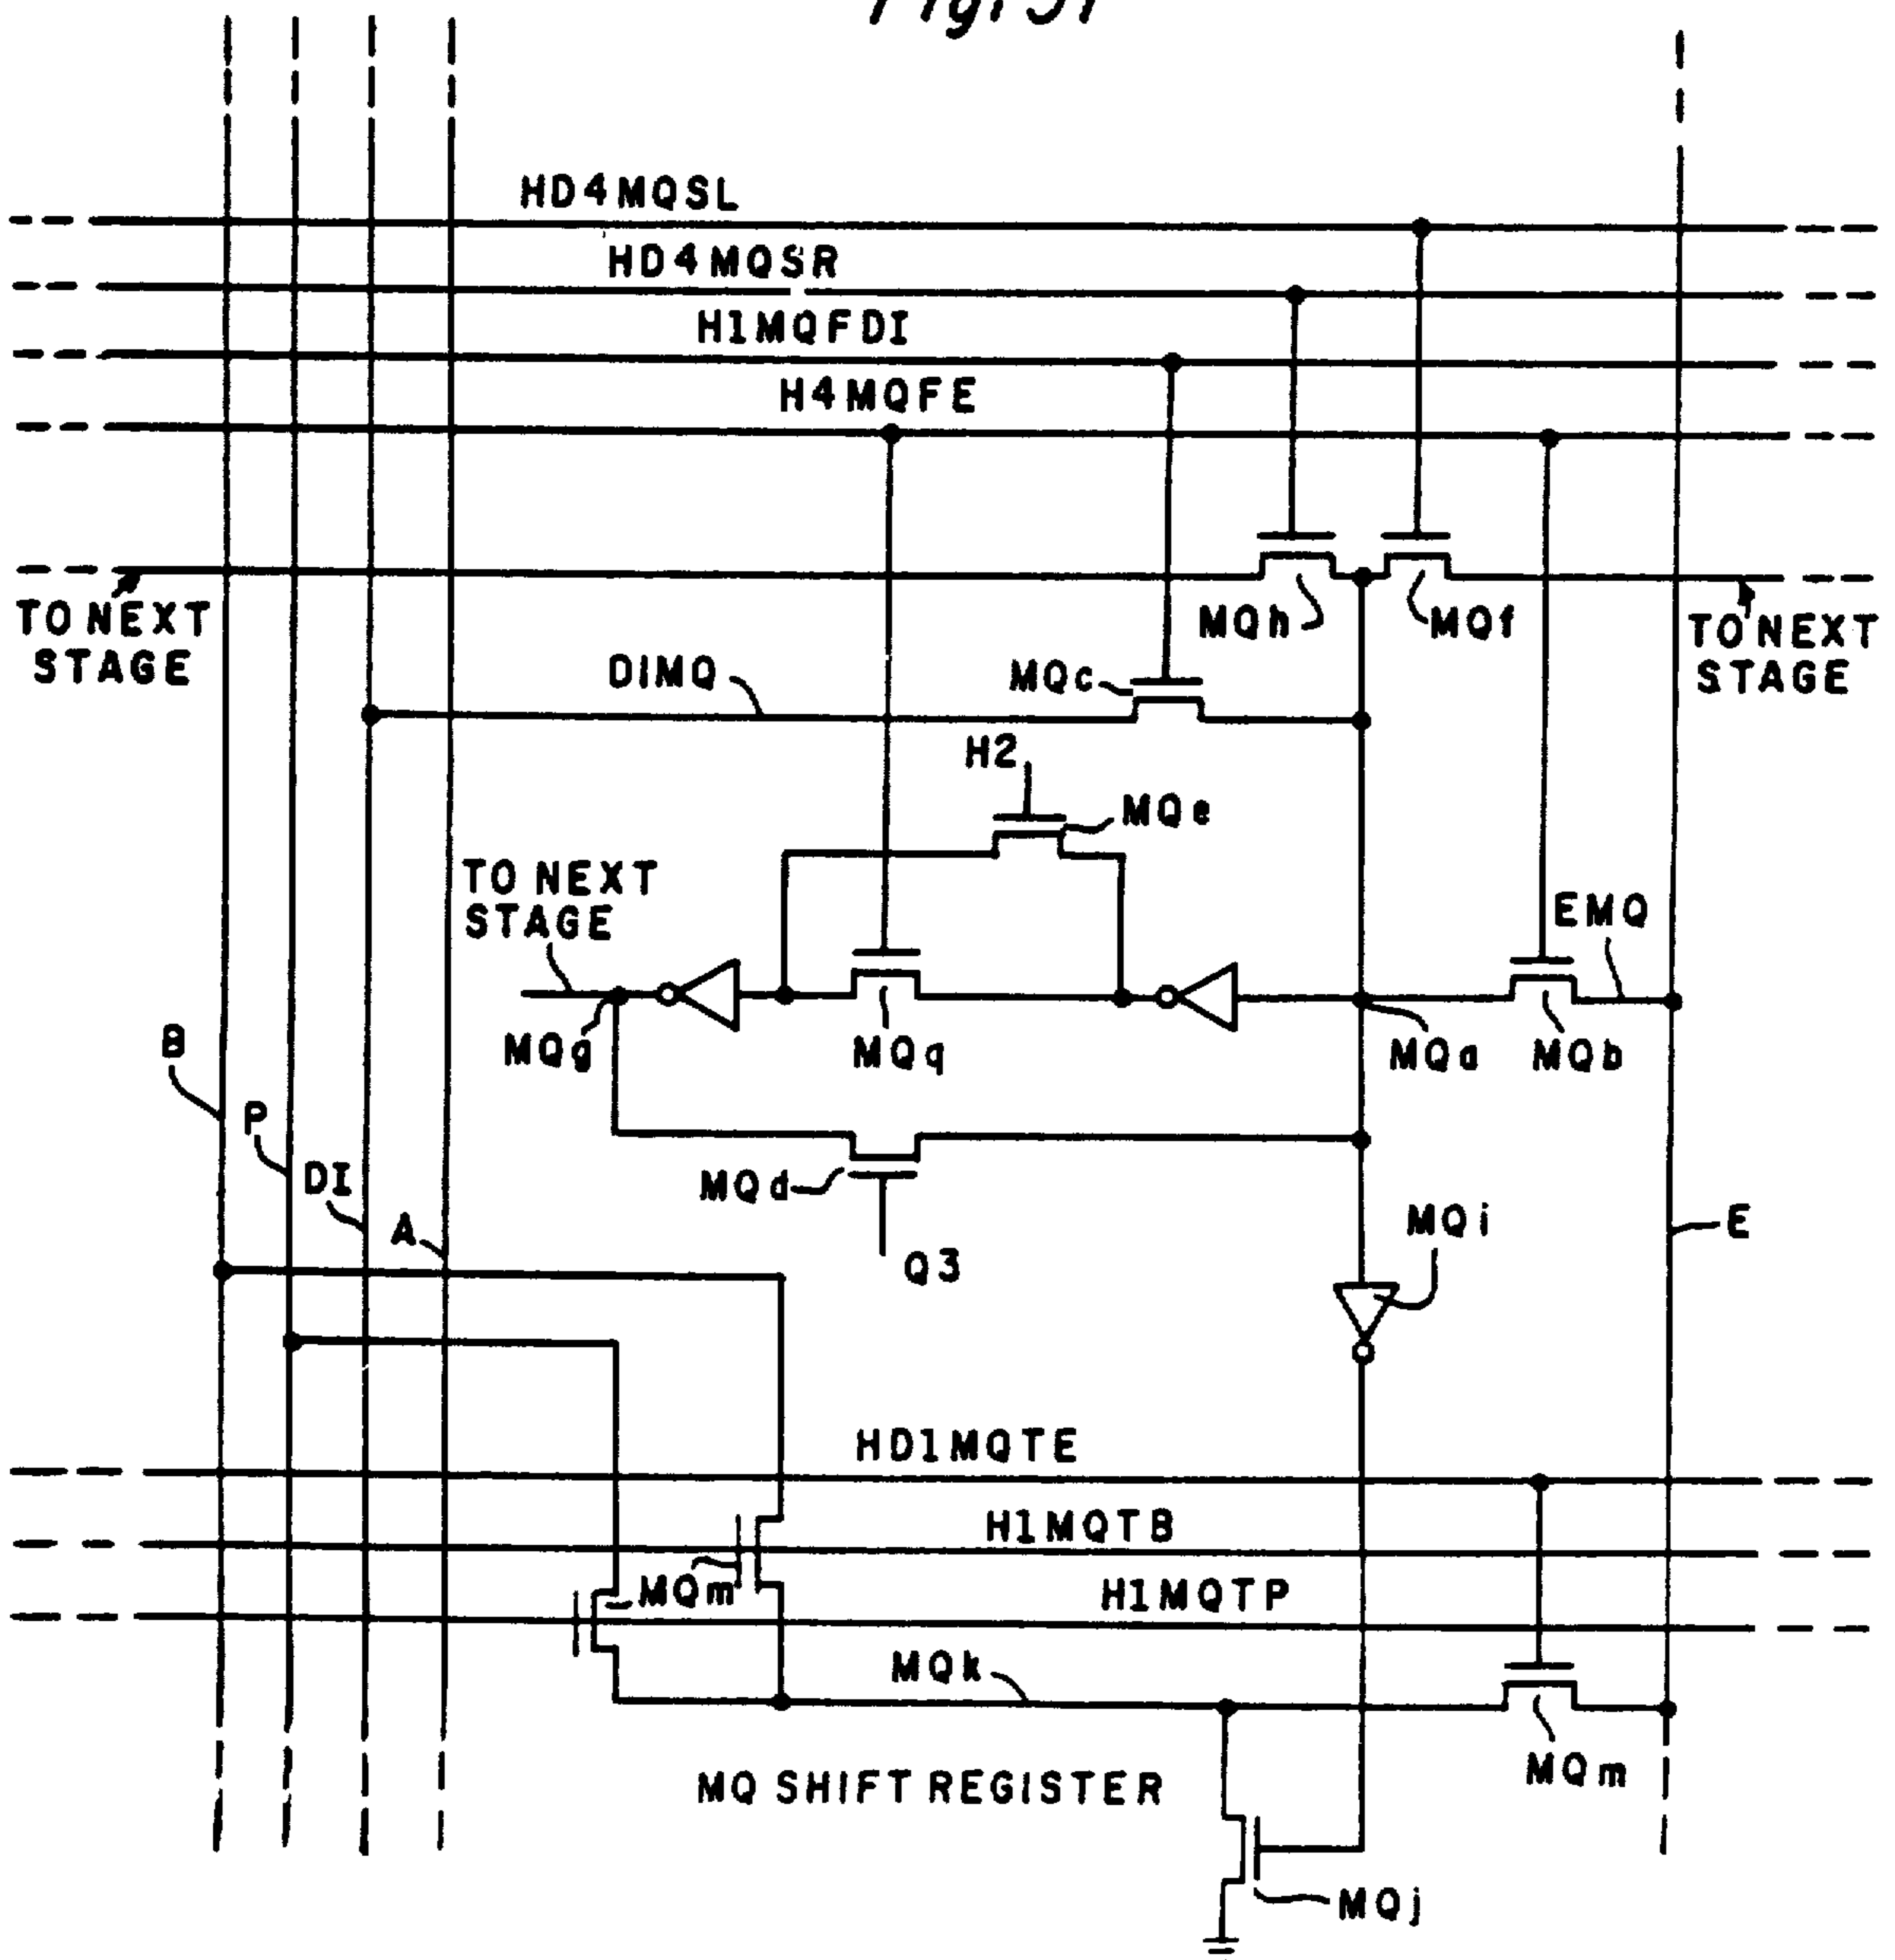 HD4MQSL
HD4MQSR
H1MQFDI
H4MQFE
TO NEXT
STAGE
MQh
MQf
TO NEXT
STAGE
DIMQ
MQc
H2
MQe
TO NEXT
STAGE
EMQ
MQg
MQq
MQa
MQb
B
P
DI
A
MQd
Q3
MQi
E
HD1MQTE
H1MQTB
MQm
H1MQTP
MQk
MQm
MQ SHIFT REGISTER
MQj